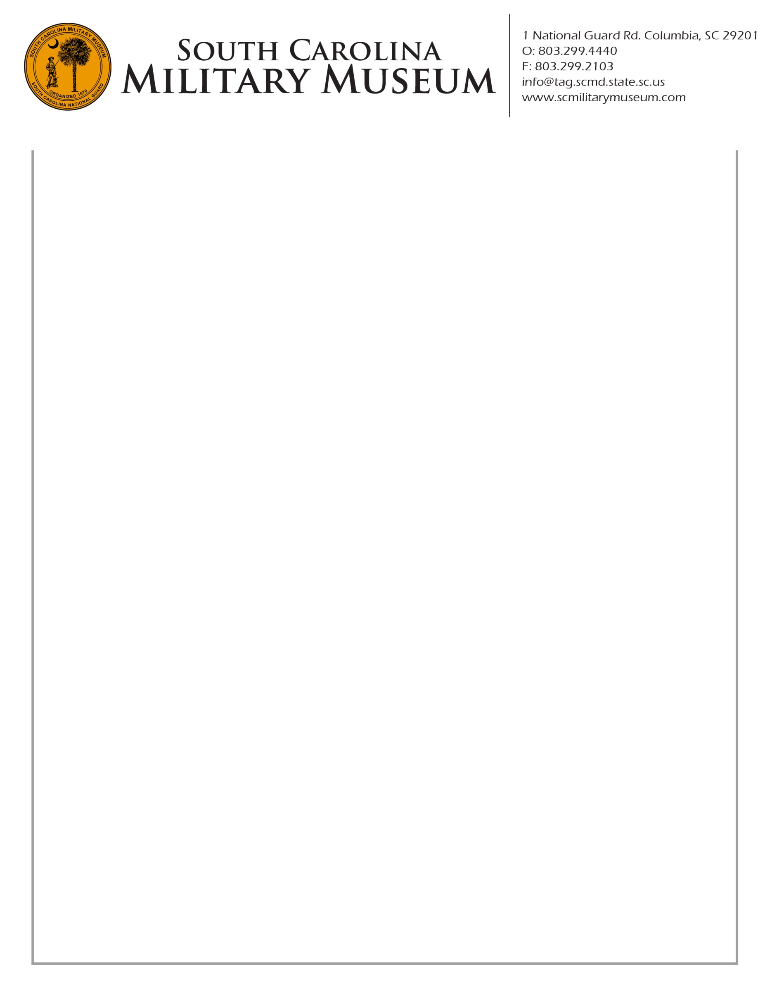 SOUTH CAROLINA MILITARY MUSEUM
ORGANIZED 1670
SOUTH CAROLINA NATIONAL GUARD
SOUTH CAROLINA
MILITARY MUSEUM
1 National Guard Rd. Columbia, SC 29201
O: 803.299.4440
F: 803.299.2103
info@tag.scmd.state.sc.us
www.scmilitarymuseum.com